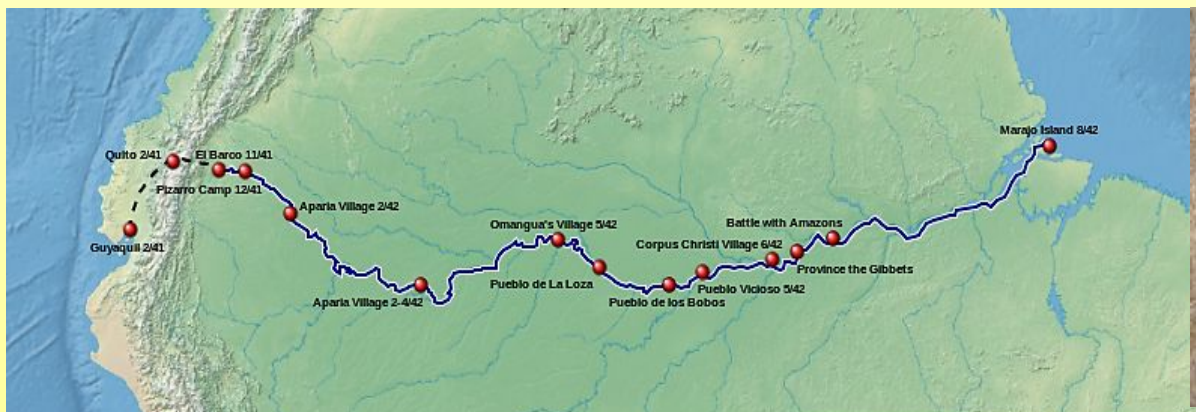 Marajo Island 8/42
Quito 2/41
El Barco 11/41
Pizarro Camp 12/41
Aparia Village 2/42
Guyaquil 2/41
Omangua's Village 5/42
Battle with Amazons
Corpus Christi Village 6/42
Province the Gibbets
Pueblo de La Loza
Pueblo Vicioso 5/42
Aparia Village 2-4/42
Pueblo de los Bobos